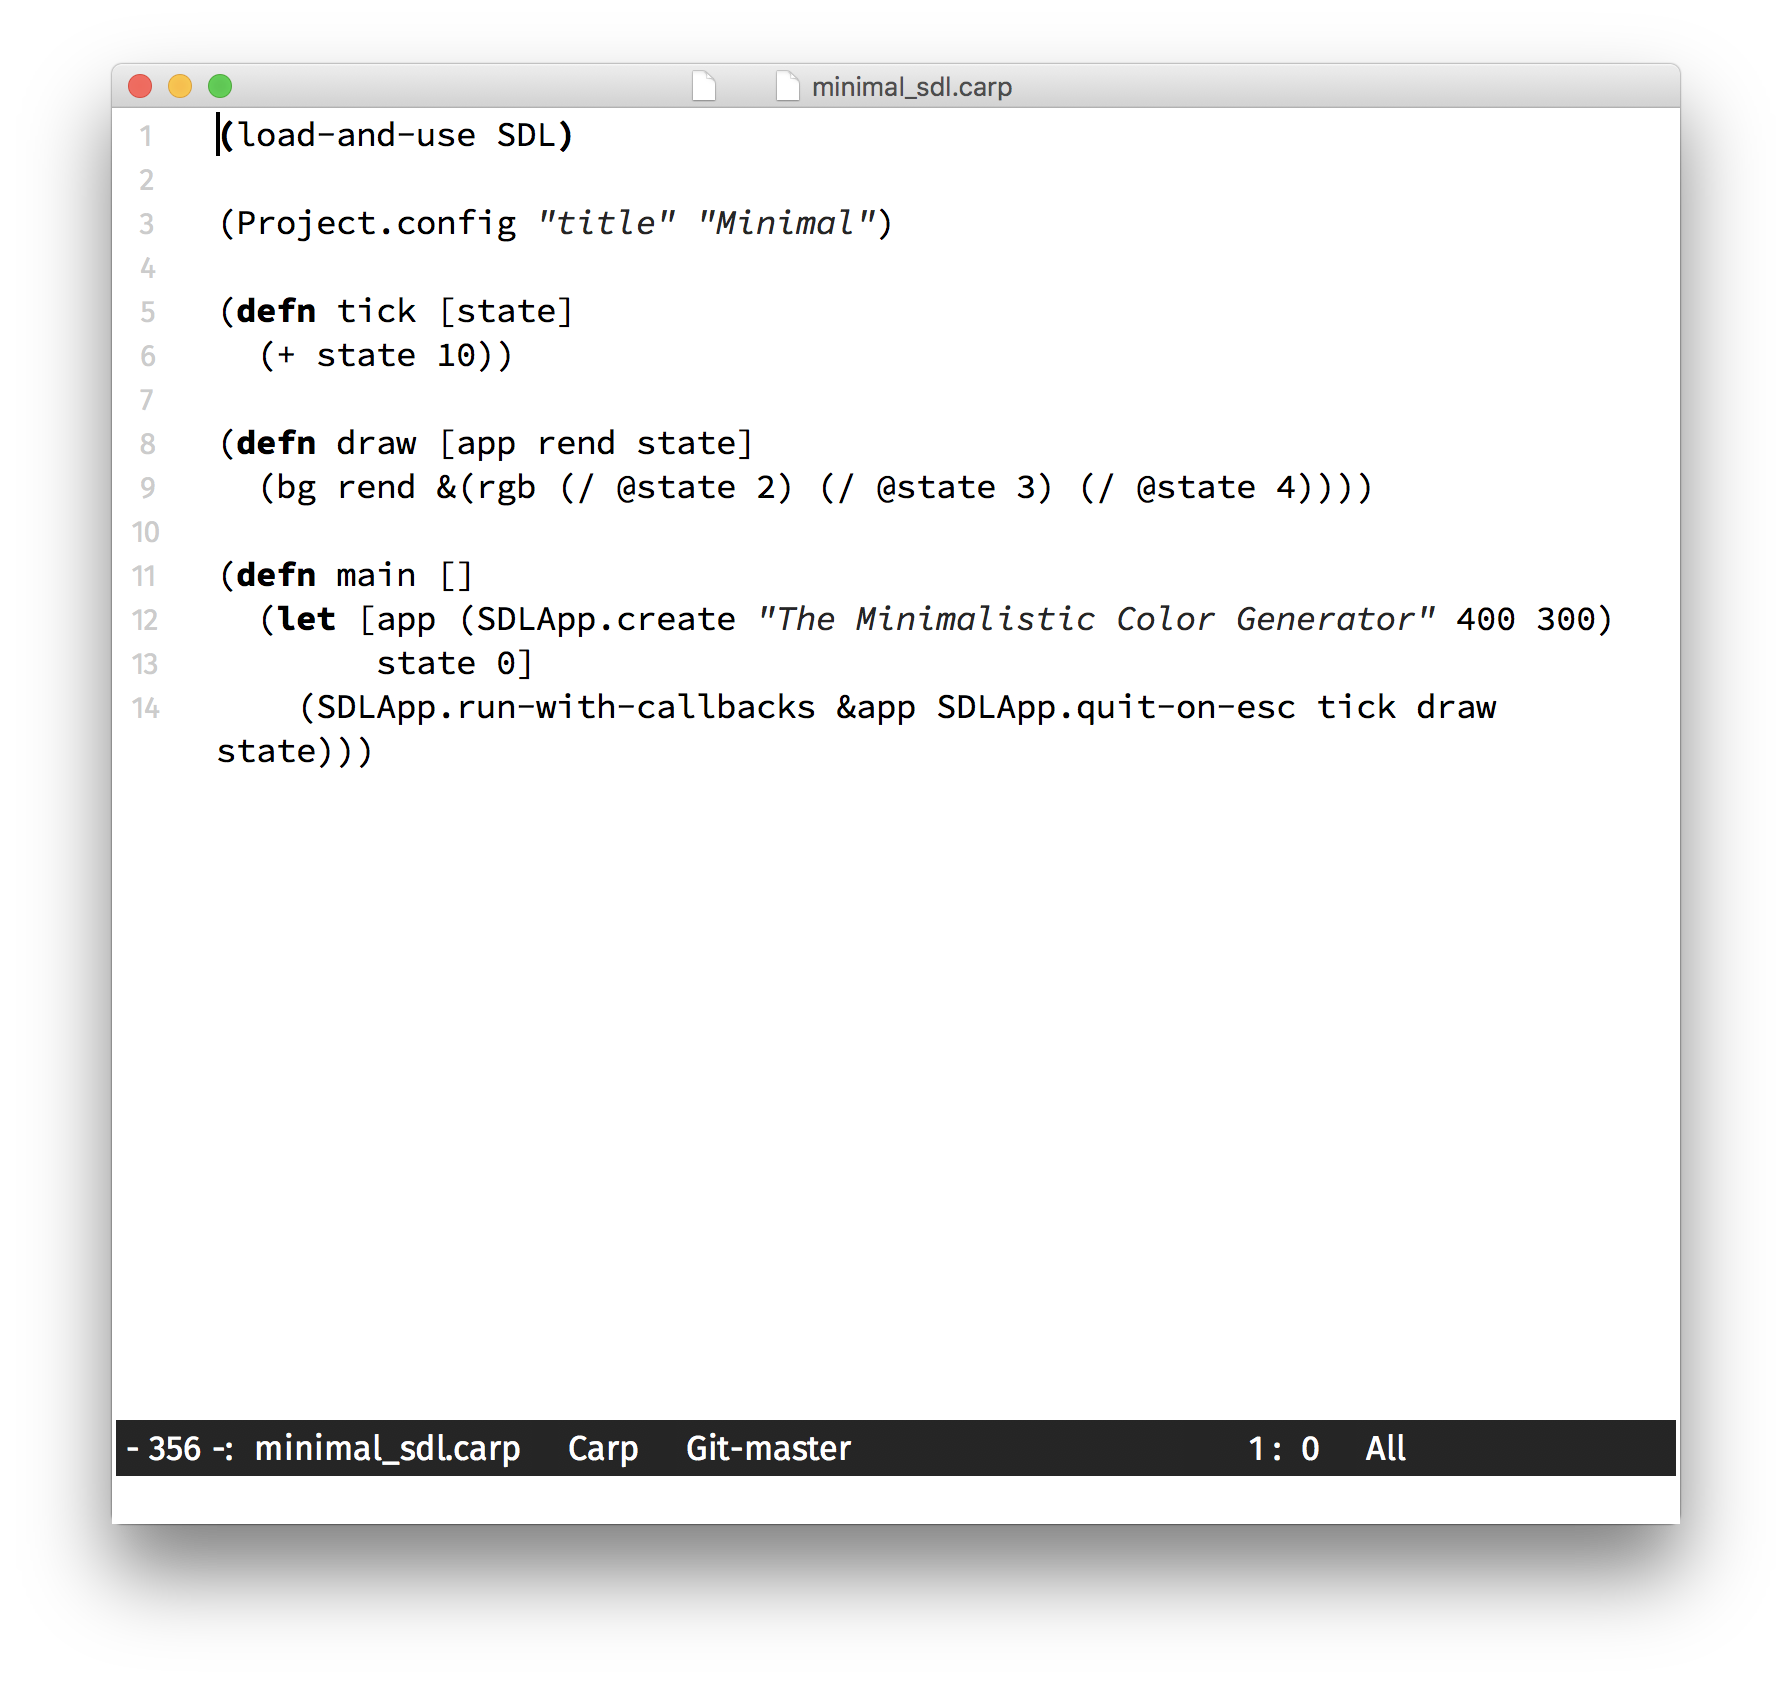 minimal_sdl.carp
1 (load-and-use SDL)
2
3 (Project.config "title" "Minimal")
4
5 (defn tick [state]
6   (+ state 10))
7
8 (defn draw [app rend state]
9   (bg rend &(rgb (/ @state 2) (/ @state 3) (/ @state 4))))
10
11 (defn main []
12   (let [app (SDLApp.create "The Minimalistic Color Generator" 400 300)
13         state 0]
14     (SDLApp.run-with-callbacks &app SDLApp.quit-on-esc tick draw
state)))
- 356 -: minimal_sdl.carp Carp Git-master 1: 0 All